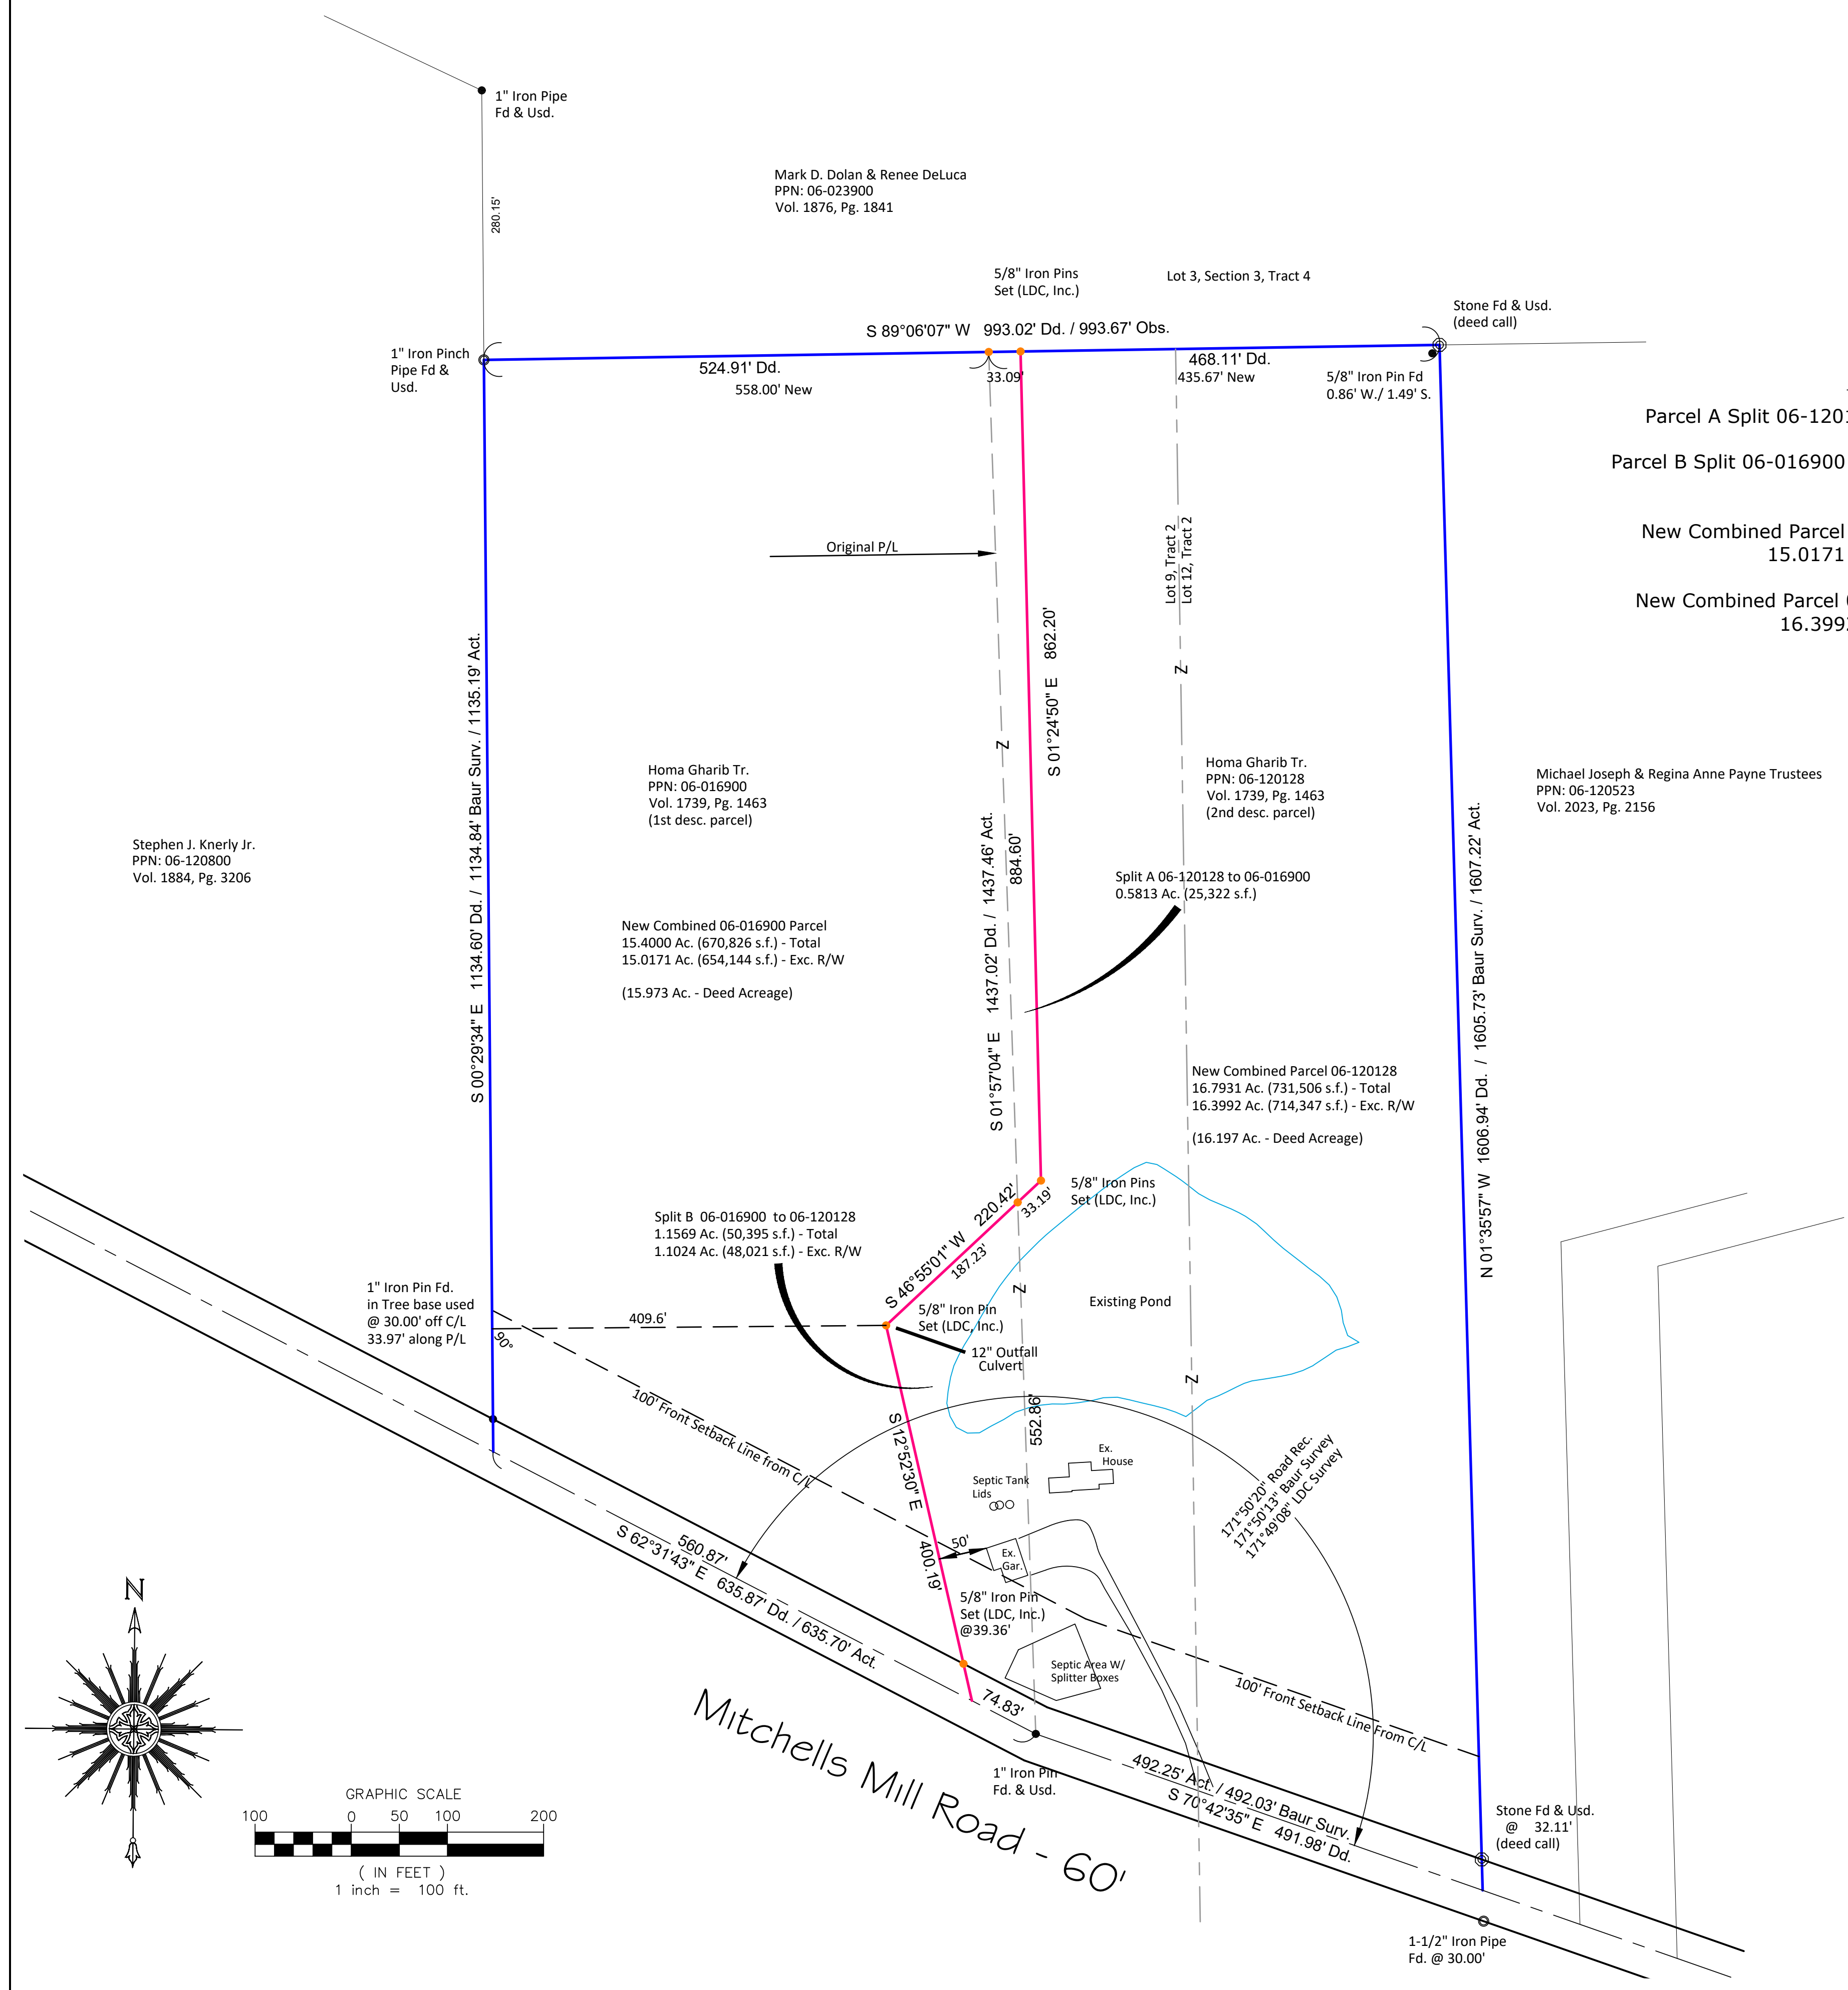 1" Iron Pipe
Fd & Usd.
280.15'
Mark D. Dolan & Renee DeLuca
PPN: 06-023900
Vol. 1876, Pg. 1841
5/8" Iron Pins
Set (LDC, Inc.)
Lot 3, Section 3, Tract 4
Stone Fd & Usd.
(deed call)
S 89°06'07" W 993.02' Dd. / 993.67' Obs.
1" Iron Pinch
Pipe Fd &
Usd.
524.91' Dd.
558.00' New
33.09'
468.11' Dd.
435.67' New
5/8" Iron Pin Fd
0.86' W./ 1.49' S.
Parcel A Split 06-120
Parcel B Split 06-016900
New Combined Parcel
15.0171
New Combined Parcel
16.399
Original P/L
Lot 9, Tract 2
Lot 12, Tract 2
Z
S 01°24'50" E 862.20'
S 00°29'34" E 1134.60' Dd. / 1134.84' Baur Surv. / 1135.19' Act.
Z
S 01°57'04" E 1437.02' Dd. / 1437.46' Act.
884.60'
Homa Gharib Tr.
PPN: 06-016900
Vol. 1739, Pg. 1463
(1st desc. parcel)
Homa Gharib Tr.
PPN: 06-120128
Vol. 1739, Pg. 1463
(2nd desc. parcel)
Michael Joseph & Regina Anne Payne Trustees
PPN: 06-120523
Vol. 2023, Pg. 2156
N 01°35'57" W 1606.94' Dd. / 1605.73' Baur Surv. / 1607.22' Act.
Stephen J. Knerly Jr.
PPN: 06-120800
Vol. 1884, Pg. 3206
Split A 06-120128 to 06-016900
0.5813 Ac. (25,322 s.f.)
New Combined 06-016900 Parcel
15.4000 Ac. (670,826 s.f.) - Total
15.0171 Ac. (654,144 s.f.) - Exc. R/W
(15.973 Ac. - Deed Acreage)
New Combined Parcel 06-120128
16.7931 Ac. (731,506 s.f.) - Total
16.3992 Ac. (714,347 s.f.) - Exc. R/W
(16.197 Ac. - Deed Acreage)
5/8" Iron Pins
Set (LDC, Inc.)
S 46°55'01" W 220.42'
33.19'
187.23'
Split B 06-016900 to 06-120128
1.1569 Ac. (50,395 s.f.) - Total
1.1024 Ac. (48,021 s.f.) - Exc. R/W
1" Iron Pin Fd.
in Tree base used
@ 30.00' off C/L
33.97' along P/L
409.6'
90°
Z
Existing Pond
5/8" Iron Pin
Set (LDC, Inc.)
12" Outfall
Culvert
Z
100' Front Setback Line from C/L
S 12°52'30" E 400.19'
552.86'
Ex.
House
Septic Tank
Lids
171°50'20" Road Rec.
171°50'13" Baur Survey
171°49'08" LDC Survey
50'
Ex.
Gar.
560.87'
S 62°31'43" E 635.87' Dd. / 635.70' Act.
5/8" Iron Pin
Set (LDC, Inc.)
@39.36'
Septic Area W/
Splitter Boxes
74.83'
100' Front Setback Line From C/L
N
Mitchells Mill Road - 60'
1" Iron Pin
Fd. & Usd.
492.25' Act. / 492.03' Baur Surv.
S 70°42'35" E 491.98' Dd.
Stone Fd & Usd.
@ 32.11'
(deed call)
1-1/2" Iron Pipe
Fd. @ 30.00'
GRAPHIC SCALE
100 0 50 100 200
( IN FEET )
1 inch = 100 ft.